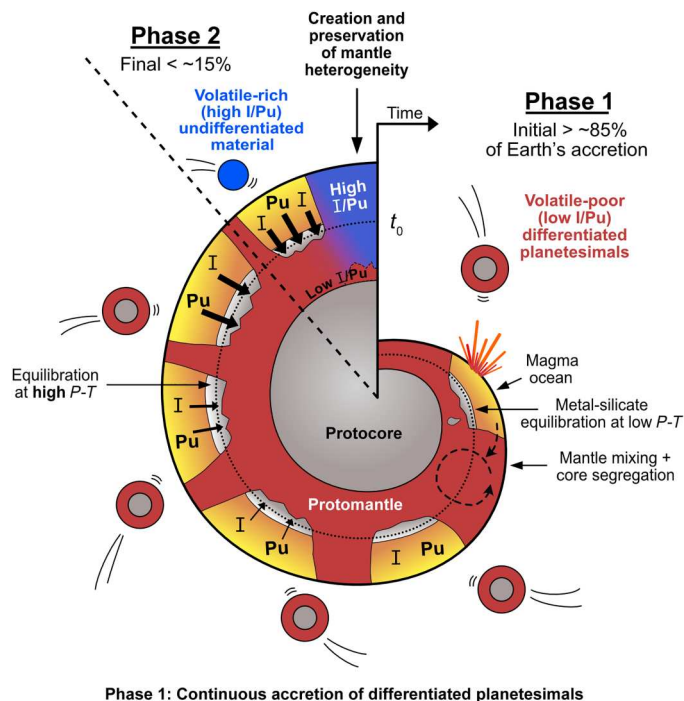 Creation and
preservation
of mantle
heterogeneity
Phase 2
Final < ~15%
Volatile-rich
(high I/Pu)
undifferentiated
material
Time
Phase 1
Initial > ~85%
of Earth's accretion
Volatile-poor
(low I/Pu)
differentiated
planetesimals
t0
High
I/Pu
Low I/Pu
I
Pu
I
I
Pu
Equilibration
at high P-T
I
Pu
I
Pu
I
Pu
Protocore
Protomantle
Magma
ocean
Metal-silicate
equilibration at low P-T
Mantle mixing +
core segregation
Phase 1: Continuous accretion of differentiated planetesimals